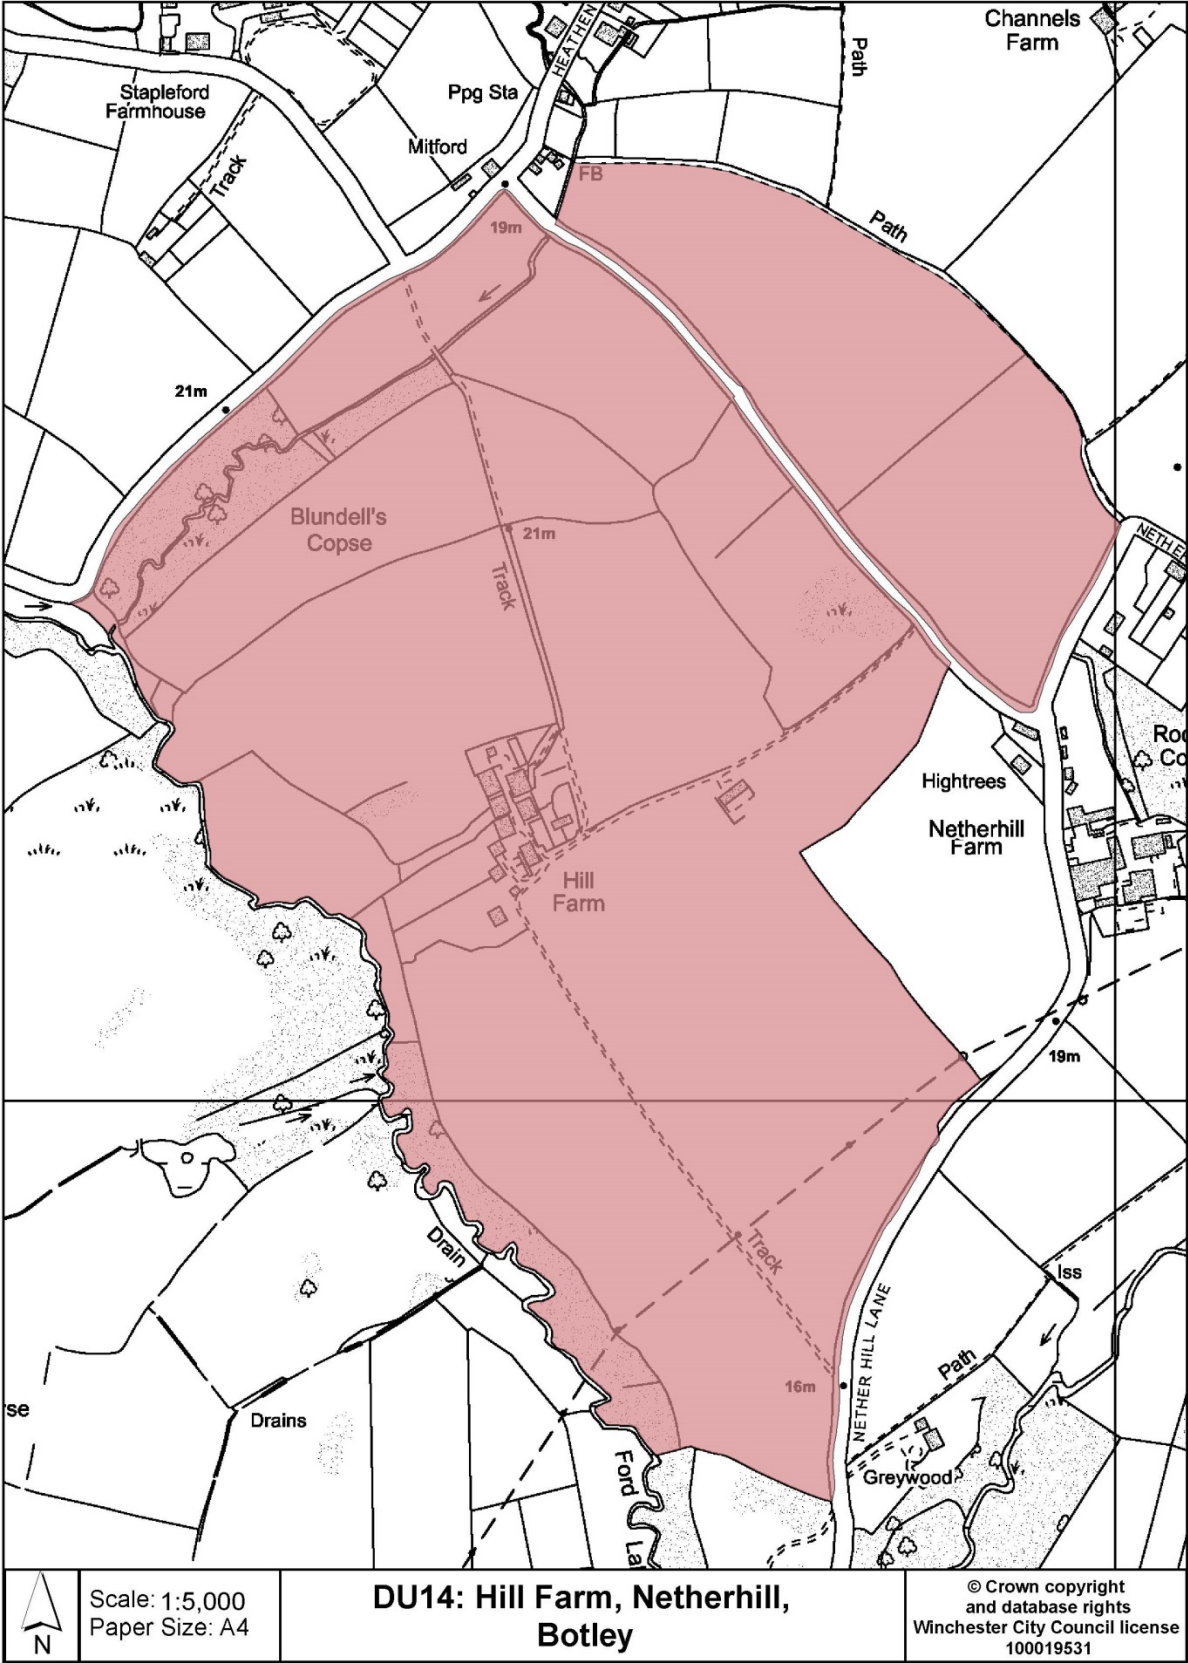 Channels
Farm
HEATHEN
Path
Stapleford
Farmhouse
Ppg Sta
Mitford
Track
FB
Path
19m
21m
Blundell's
Copse
21m
Track
NETHE
Hightrees
Netherhill
Farm
Hill
Farm
19m
Drain
Track
Iss
NETHER HILL LANE
Path
16m
se
Drains
Ford
La
Greywood
N
Scale: 1:5,000
Paper Size: A4
DU14: Hill Farm, Netherhill,
Botley
© Crown copyright
and database rights
Winchester City Council license
100019531